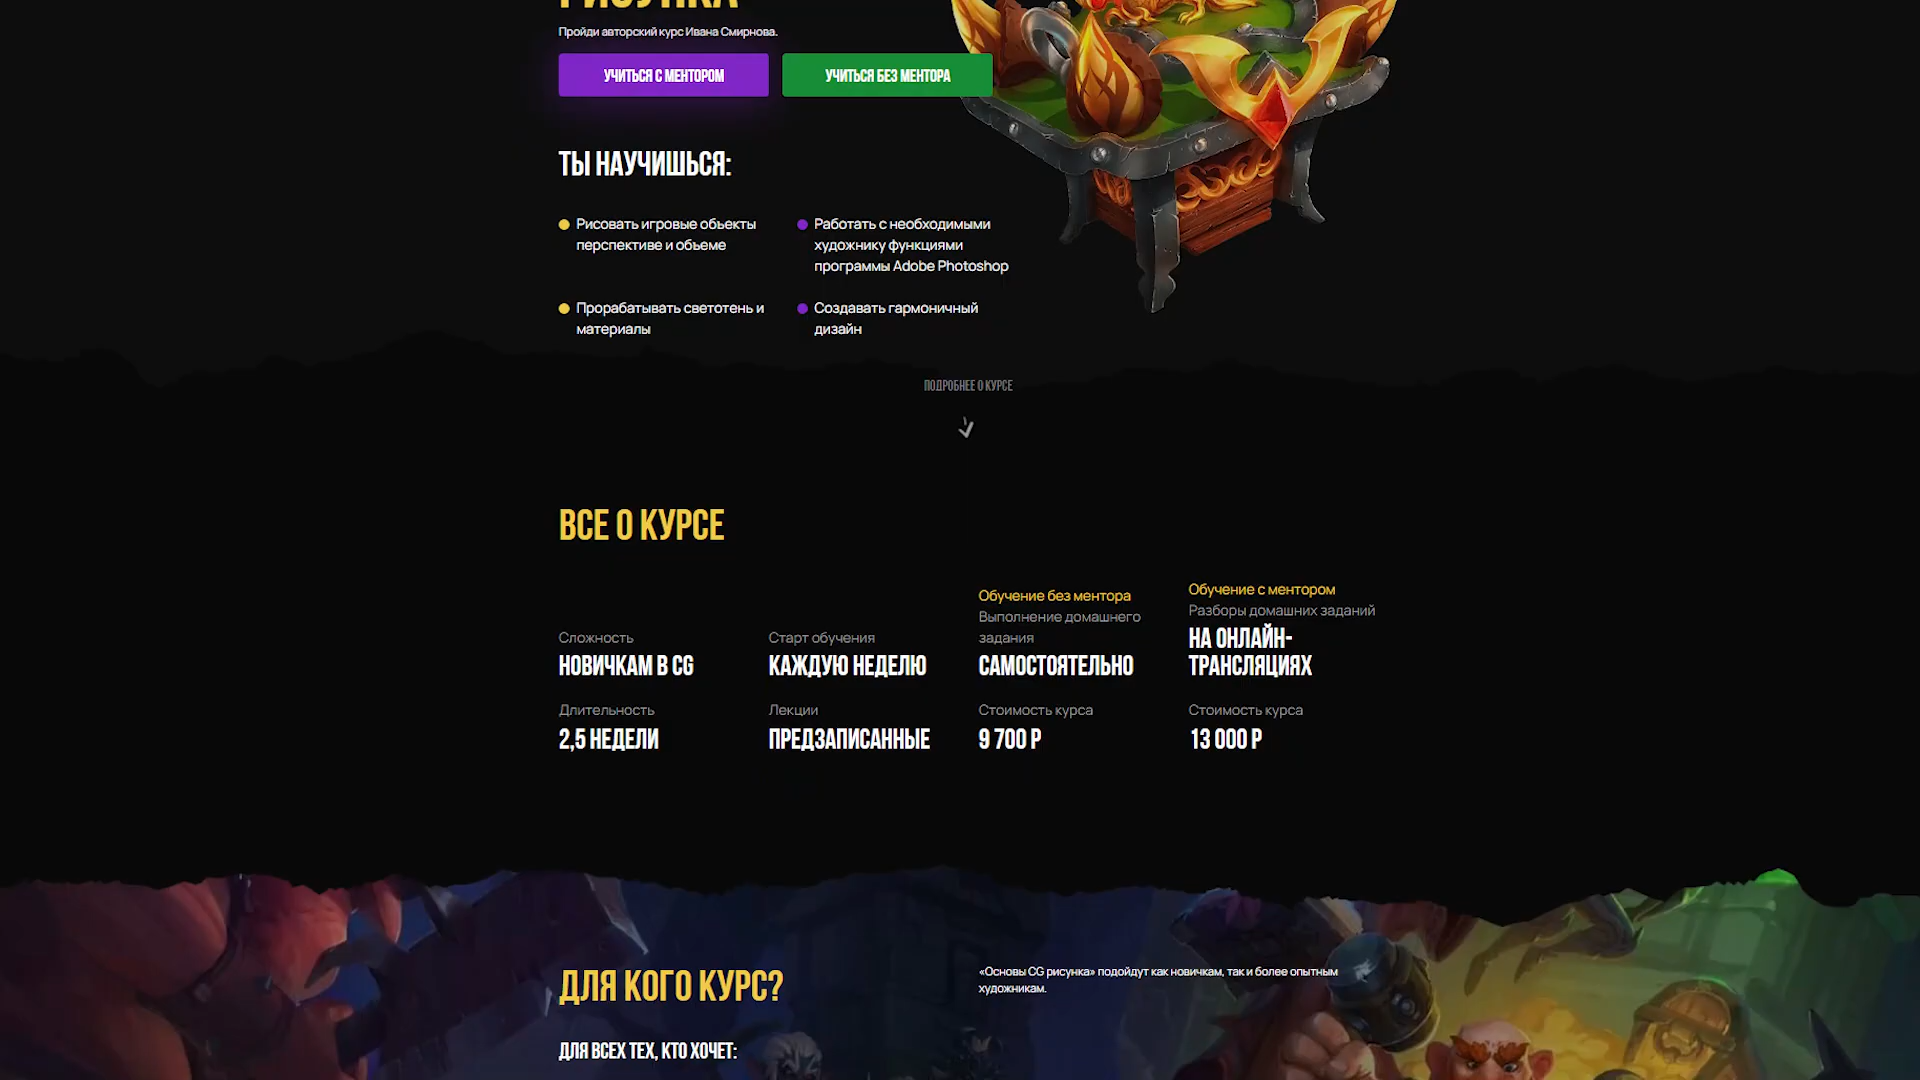 РИСУНКА
Пройди авторский курс Ивана Смирнова.
УЧИТЬСЯ С МЕНТОРОМ
УЧИТЬСЯ БЕЗ МЕНТОРА
ТЫ НАУЧИШЬСЯ:
Рисовать игровые объекты
перспективе и объеме
Работать с необходимыми
художнику функциями
программы Adobe Photoshop
Прорабатывать светотень и
материалы
Создавать гармоничный
дизайн
ПОДРОБНЕЕ О КУРСЕ
ВСЕ О КУРСЕ
Сложность
НОВИЧКАМ В CG
Старт обучения
КАЖДУЮ НЕДЕЛЮ
Обучение без ментора
Выполнение домашнего
задания
САМОСТОЯТЕЛЬНО
Обучение с ментором
Разборы домашних заданий
НА ОНЛАЙН-
ТРАНСЛЯЦИЯХ
Длительность
2,5 НЕДЕЛИ
Лекции
ПРЕДЗАПИСАННЫЕ
Стоимость курса
9 700 Р
Стоимость курса
13 000 Р
ДЛЯ КОГО КУРС?
«Основы CG рисунка» подойдут как новичкам, так и более опытным
художникам.
ДЛЯ ВСЕХ ТЕХ, КТО ХОЧЕТ: